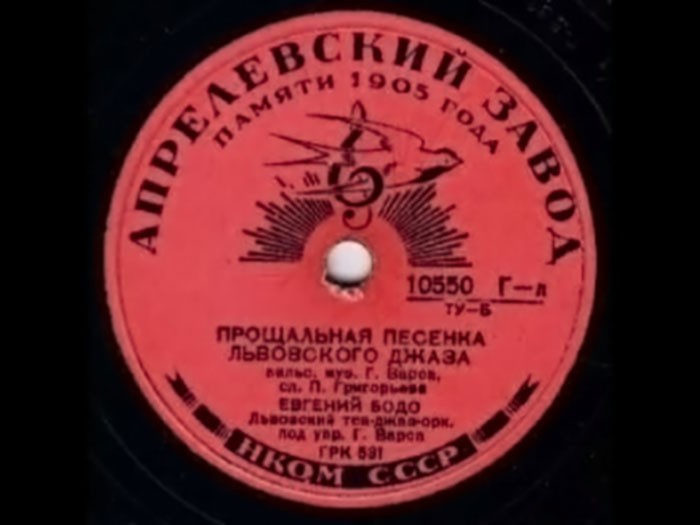 АПРЕЛЕВСКИЙ ЗАВОД
ПАМЯТИ 1905 ГОДА
10550 Г—л
ТУ—Б
ПРОЩАЛЬНАЯ ПЕСЕНКА
ЛЬВОВСКОГО ДЖАЗА
вальс, муз. Г. Варса,
сл. П. Григорьева
ЕВГЕНИЙ БОДО
Львовский теа-джаз-орк.
под упр. Г. Варса
ГРК 591
НКОМ СССР